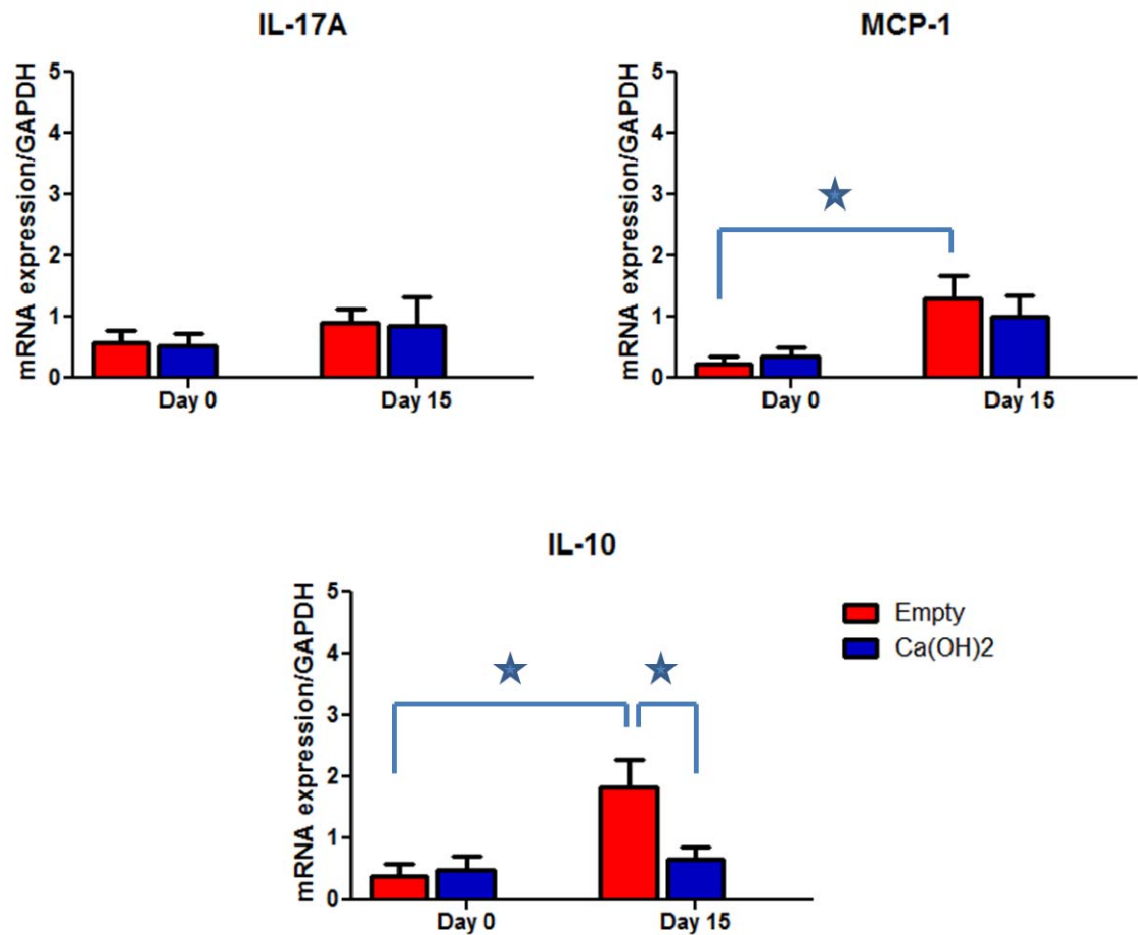 IL-17A
mRNA expression/GAPDH
5
4
3
2
1
0
Day 0
Day 15
MCP-1
mRNA expression/GAPDH
5
4
3
2
1
0
Day 0
Day 15
IL-10
mRNA expression/GAPDH
5
4
3
2
1
0
Day 0
Day 15
Empty
Ca(OH)2